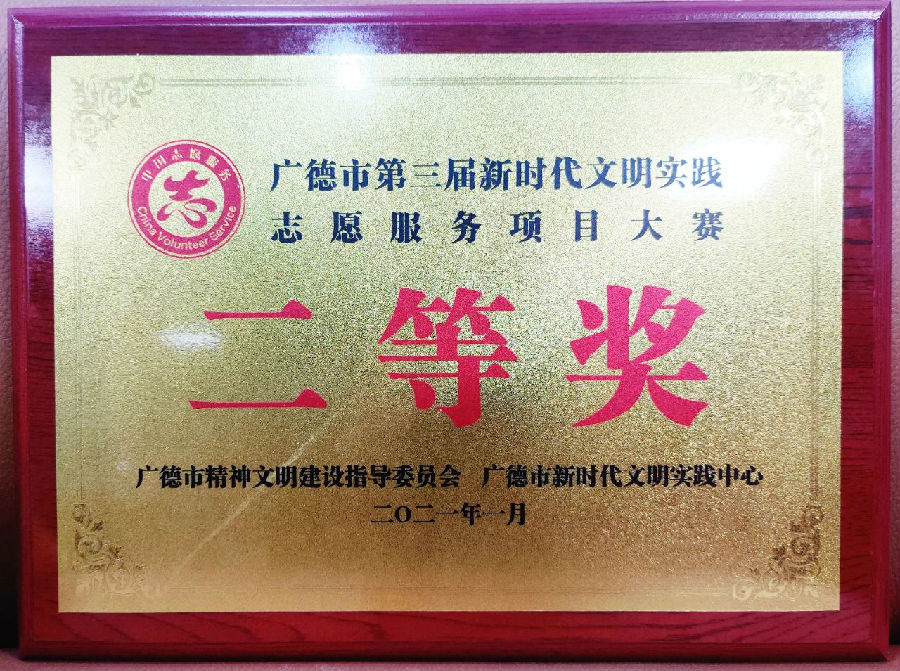 中国志愿服务
志
China Volunteer Service
广德市第三届新时代文明实践
志愿服务项目大赛
二等奖
广德市精神文明建设指导委员会 广德市新时代文明实践中心
二〇二一年一月